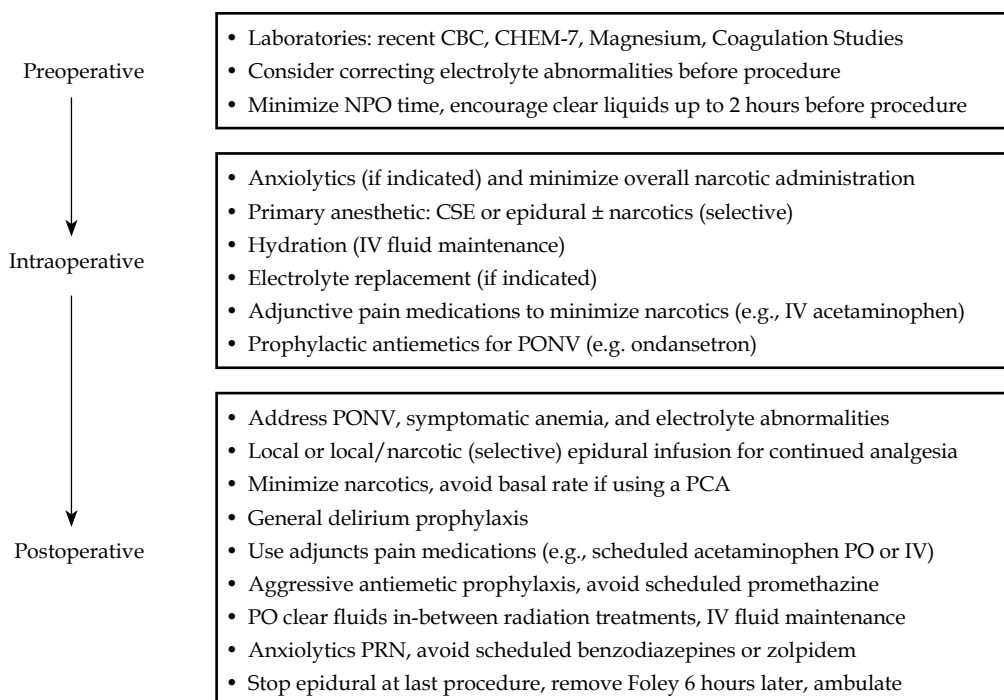 Preoperative
• Laboratories: recent CBC, CHEM-7, Magnesium, Coagulation Studies
• Consider correcting electrolyte abnormalities before procedure
• Minimize NPO time, encourage clear liquids up to 2 hours before procedure
Intraoperative
• Anxiolytics (if indicated) and minimize overall narcotic administration
• Primary anesthetic: CSE or epidural ± narcotics (selective)
• Hydration (IV fluid maintenance)
• Electrolyte replacement (if indicated)
• Adjunctive pain medications to minimize narcotics (e.g., IV acetaminophen)
• Prophylactic antiemetics for PONV (e.g. ondansetron)
Postoperative
• Address PONV, symptomatic anemia, and electrolyte abnormalities
• Local or local/narcotic (selective) epidural infusion for continued analgesia
• Minimize narcotics, avoid basal rate if using a PCA
• General delirium prophylaxis
• Use adjuncts pain medications (e.g., scheduled acetaminophen PO or IV)
• Aggressive antiemetic prophylaxis, avoid scheduled promethazine
• PO clear fluids in-between radiation treatments, IV fluid maintenance
• Anxiolytics PRN, avoid scheduled benzodiazepines or zolpidem
• Stop epidural at last procedure, remove Foley 6 hours later, ambulate